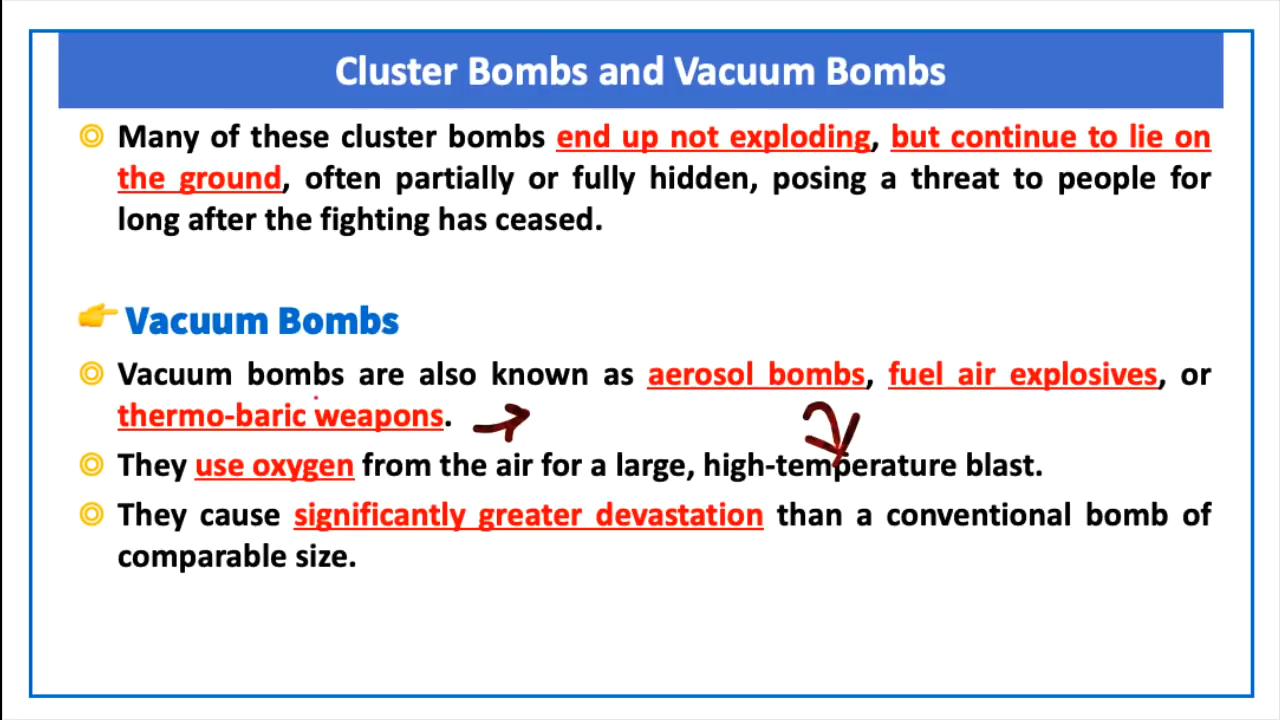 Cluster Bombs and Vacuum Bombs
Many of these cluster bombs end up not exploding, but continue to lie on
the ground, often partially or fully hidden, posing a threat to people for
long after the fighting has ceased.
Vacuum Bombs
Vacuum bombs are also known as aerosol bombs, fuel air explosives, or
thermo-baric weapons.
They use oxygen from the air for a large, high-temperature blast.
They cause significantly greater devastation than a conventional bomb of
comparable size.